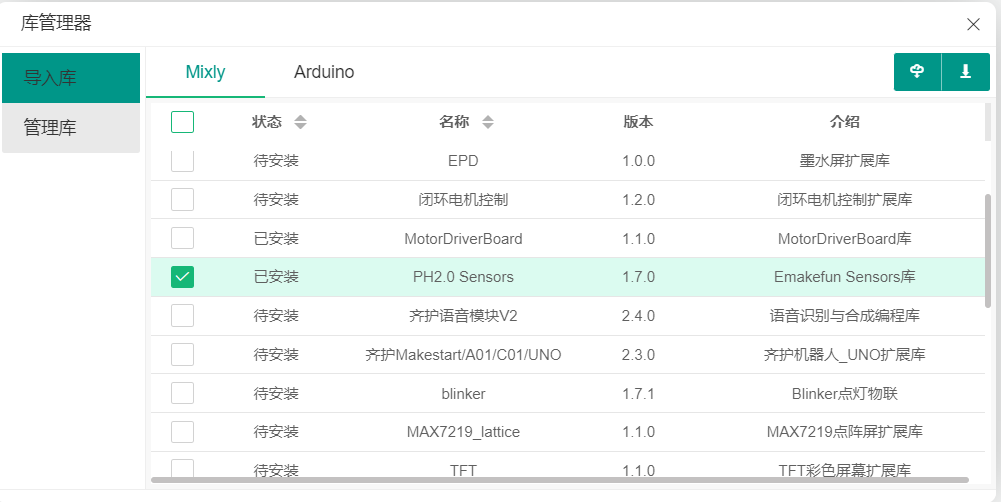 库管理器
导入库
管理库
Mixly Arduino
状态 名称 版本 介绍
待安装 EPD 1.0.0 墨水屏扩展库
待安装 闭环电机控制 1.2.0 闭环电机控制扩展库
已安装 MotorDriverBoard 1.1.0 MotorDriverBoard库
已安装 PH2.0 Sensors 1.7.0 Emakefun Sensors库
待安装 齐护语音模块V2 2.4.0 语音识别与合成编程库
待安装 齐护Makestart/A01/C01/UNO 2.3.0 齐护机器人_UNO扩展库
待安装 blinker 1.7.1 Blinker点灯物联
待安装 MAX7219_lattice 1.1.0 MAX7219点阵屏扩展库
待安装 TFT 1.1.0 TFT彩色屏幕扩展库